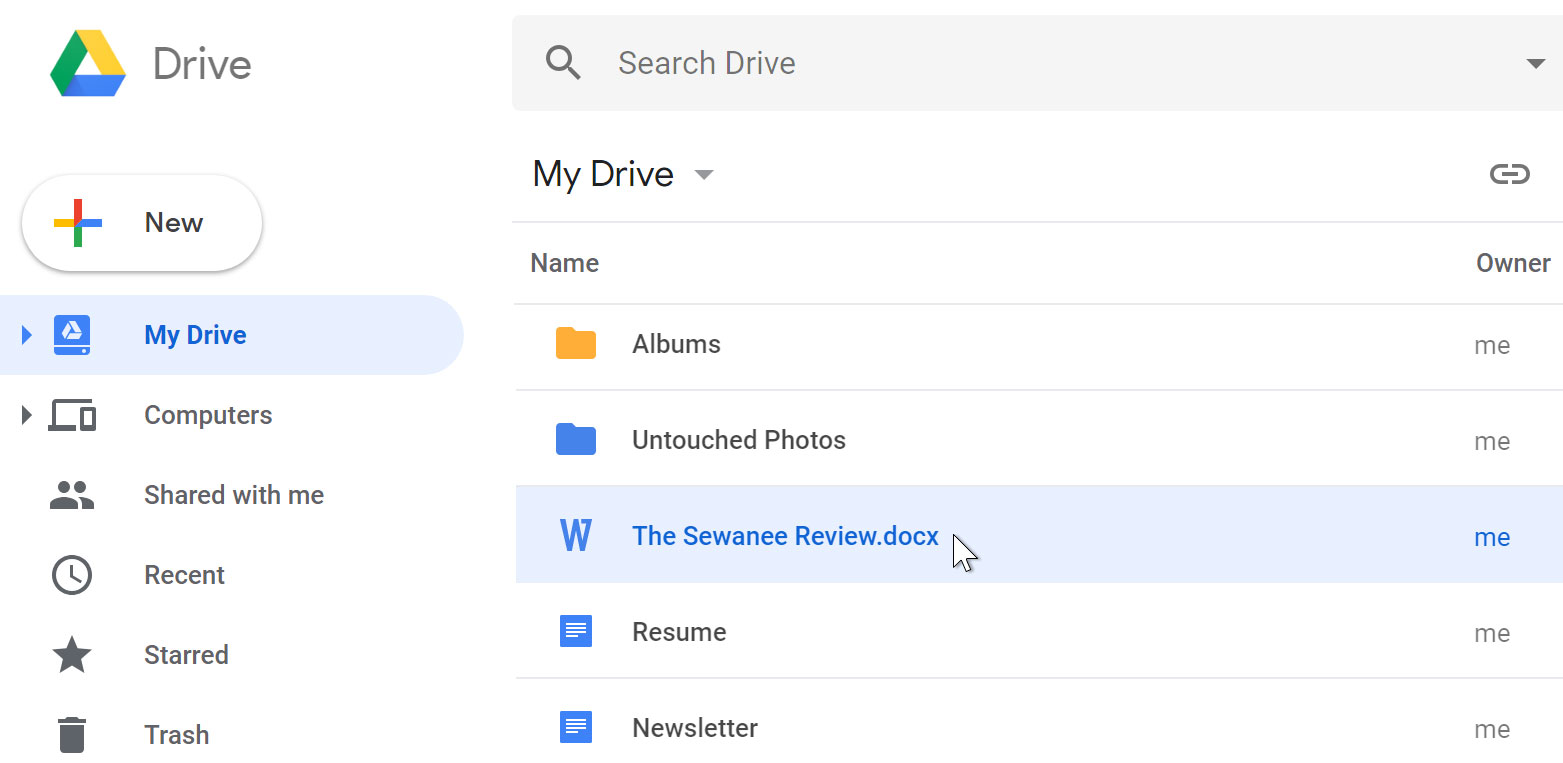 Drive
Search Drive
My Drive
New
Name Owner
My Drive
Albums me
Computers
Untouched Photos me
Shared with me
W The Sewanee Review.docx me
Recent
Resume me
Starred
Newsletter me
Trash